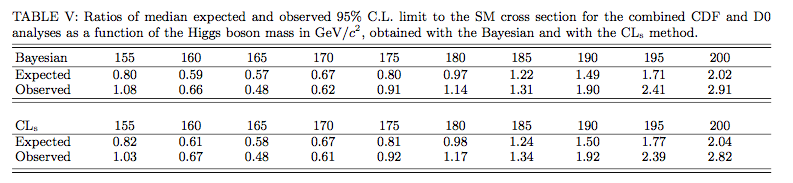 TABLE V: Ratios of median expected and observed 95% C.L. limit to the SM cross section for the combined CDF and D0
analyses as a function of the Higgs boson mass in GeV/c², obtained with the Bayesian and with the CLₛ method.
Bayesian 155 160 165 170 175 180 185 190 195 200
Expected 0.80 0.59 0.57 0.67 0.80 0.97 1.22 1.49 1.71 2.02
Observed 1.08 0.66 0.48 0.62 0.91 1.14 1.31 1.90 2.41 2.91
CLₛ 155 160 165 170 175 180 185 190 195 200
Expected 0.82 0.61 0.58 0.67 0.81 0.98 1.24 1.50 1.77 2.04
Observed 1.03 0.67 0.48 0.61 0.92 1.17 1.34 1.92 2.39 2.82